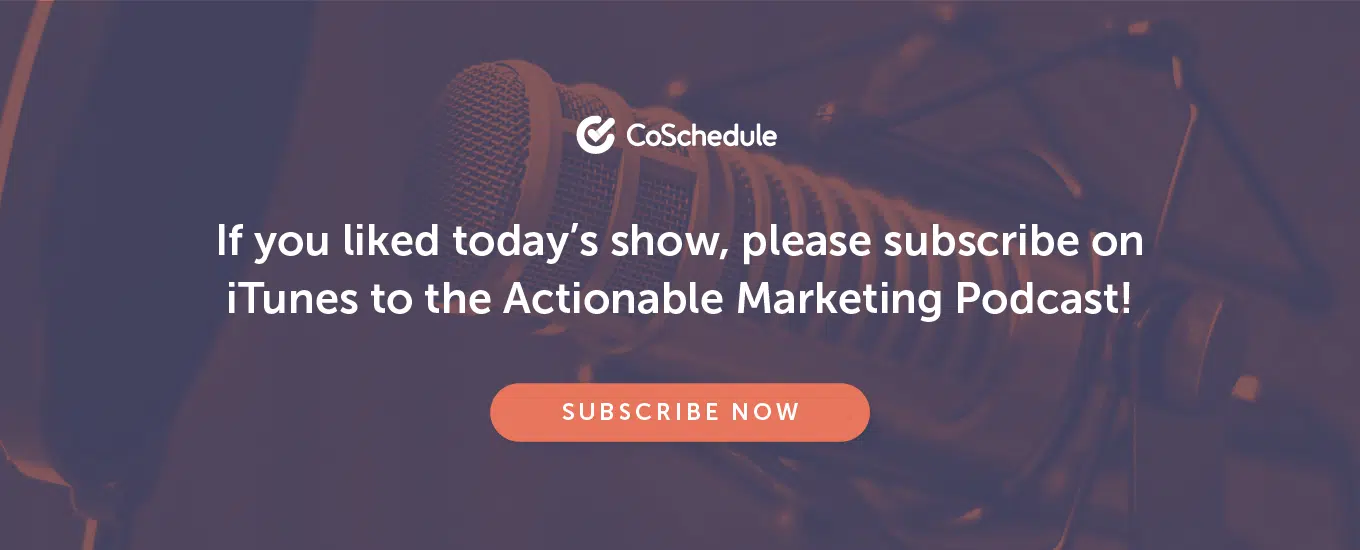 CoSchedule
If you liked today’s show, please subscribe on
iTunes to the Actionable Marketing Podcast!
SUBSCRIBE NOW